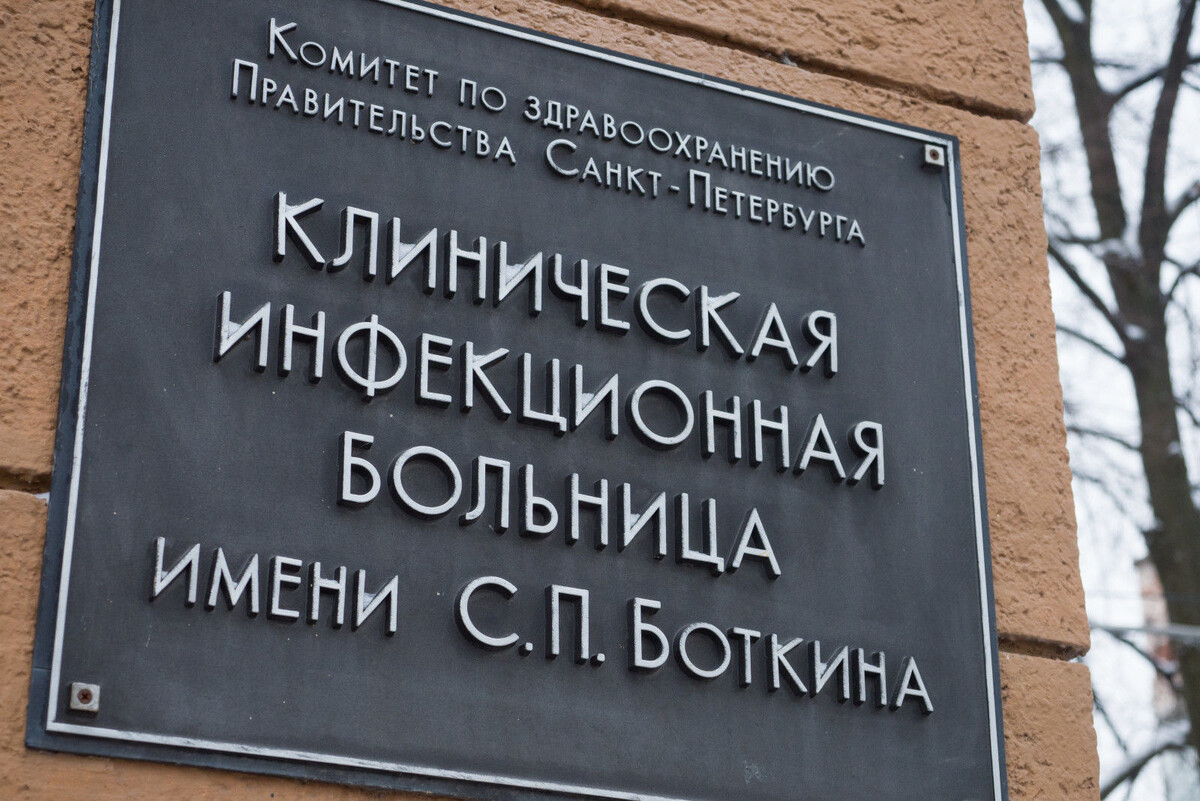 Комитет по здравоохранению
Правительства Санкт-Петербурга
КЛИНИЧЕСКАЯ
ИНФЕКЦИОННАЯ
БОЛЬНИЦА
ИМЕНИ С.П. БОТКИНА